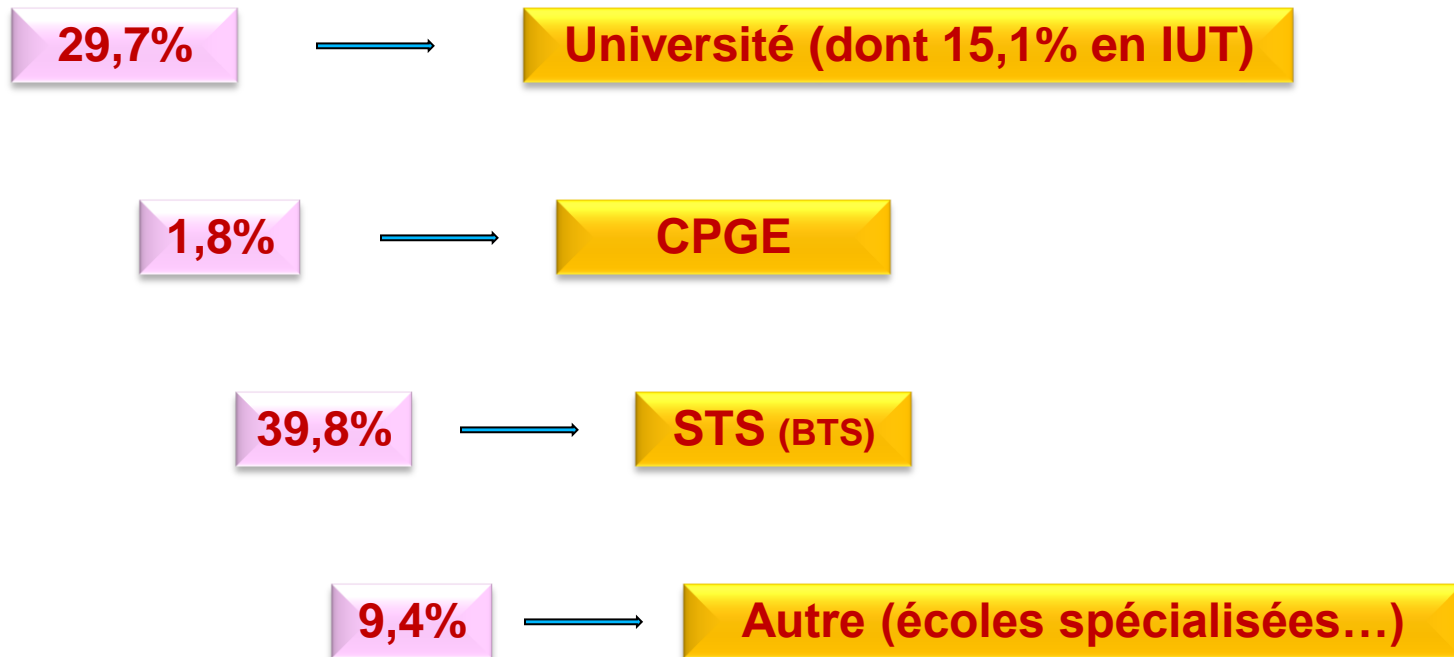 29,7% Université (dont 15,1% en IUT)
1,8% CPGE
39,8% STS (BTS)
9,4% Autre (écoles spécialisées…)